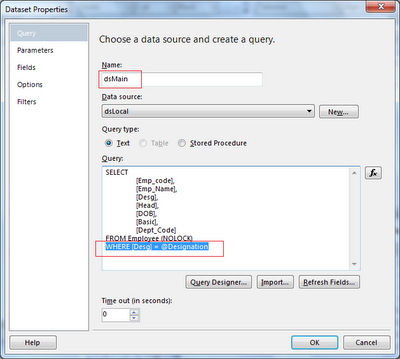 Dataset Properties
Query
Parameters
Fields
Options
Filters
Choose a data source and create a query.
Name:
dsMain
Data source:
dsLocal
New...
Query type:
Text
Table
Stored Procedure
Query:
SELECT
[Emp_code],
[Emp_Name],
[Desg],
[Head],
[DOB],
[Basic],
[Dept_Code]
FROM Employee (NOLOCK)
WHERE [Desg] = @Designation
fx
Query Designer...
Import...
Refresh Fields...
Time out (in seconds):
0
Help
OK
Cancel